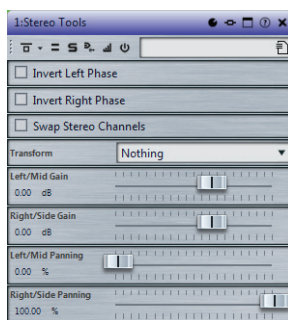 1:Stereo Tools
Invert Left Phase
Invert Right Phase
Swap Stereo Channels
Transform Nothing
Left/Mid Gain
0.00 dB
Right/Side Gain
0.00 dB
Left/Mid Panning
0.00 %
Right/Side Panning
100.00 %